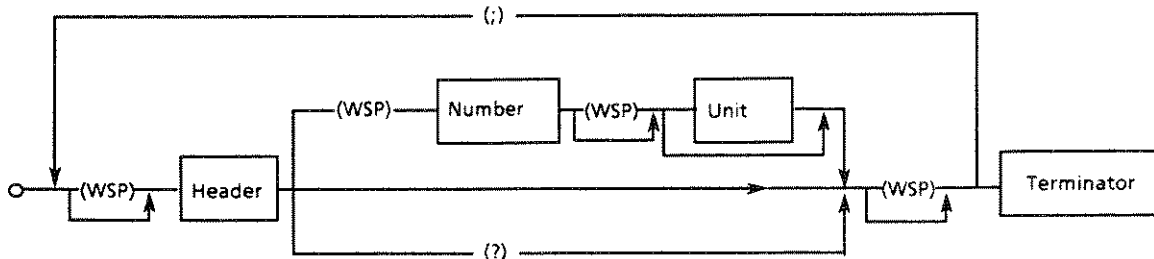 (;)
(WSP) Number (WSP) Unit
(WSP) Header (WSP) Terminator
(?)